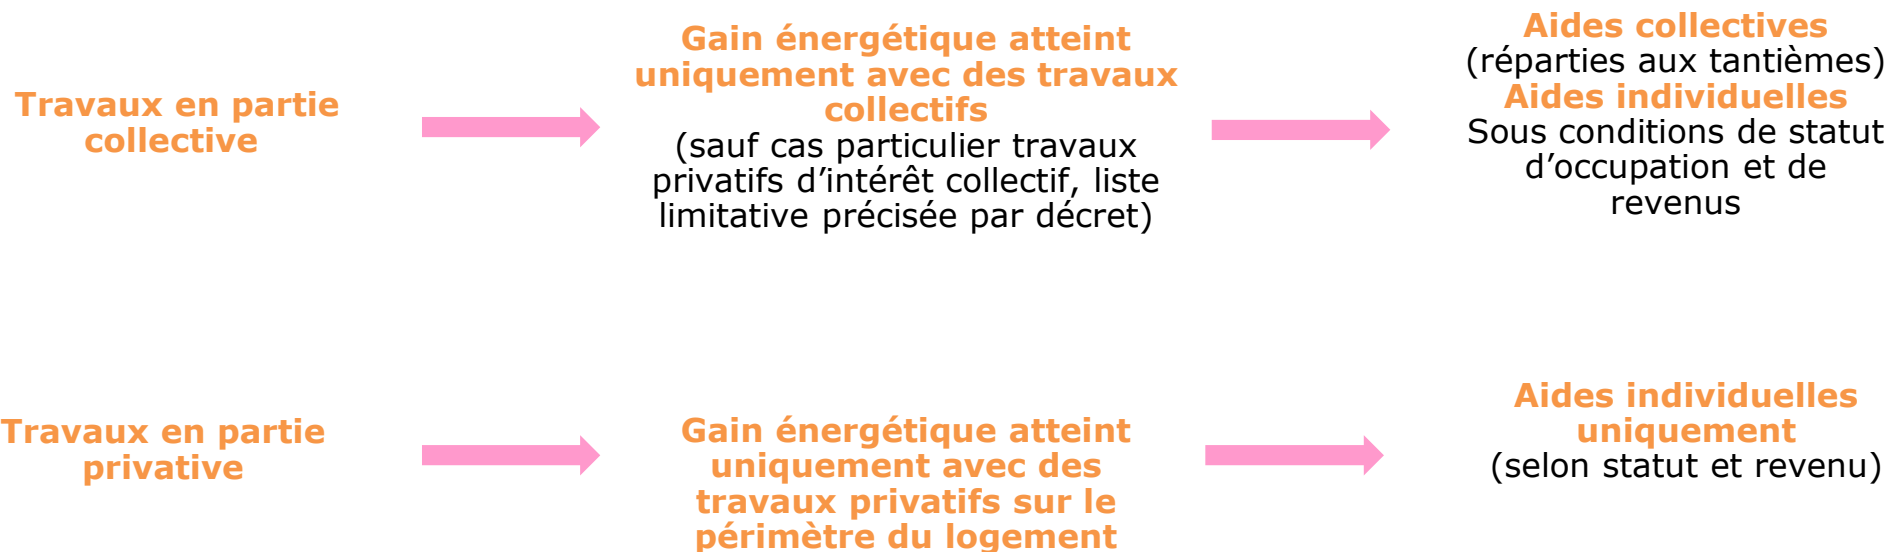 Travaux en partie
collective
Gain énergétique atteint
uniquement avec des travaux
collectifs
(sauf cas particulier travaux
privatifs d’intérêt collectif, liste
limitative précisée par décret)
Aides collectives
(réparties aux tantièmes)
Aides individuelles
Sous conditions de statut
d’occupation et de
revenus
Travaux en partie
privative
Gain énergétique atteint
uniquement avec des
travaux privatifs sur le
périmètre du logement
Aides individuelles
uniquement
(selon statut et revenu)